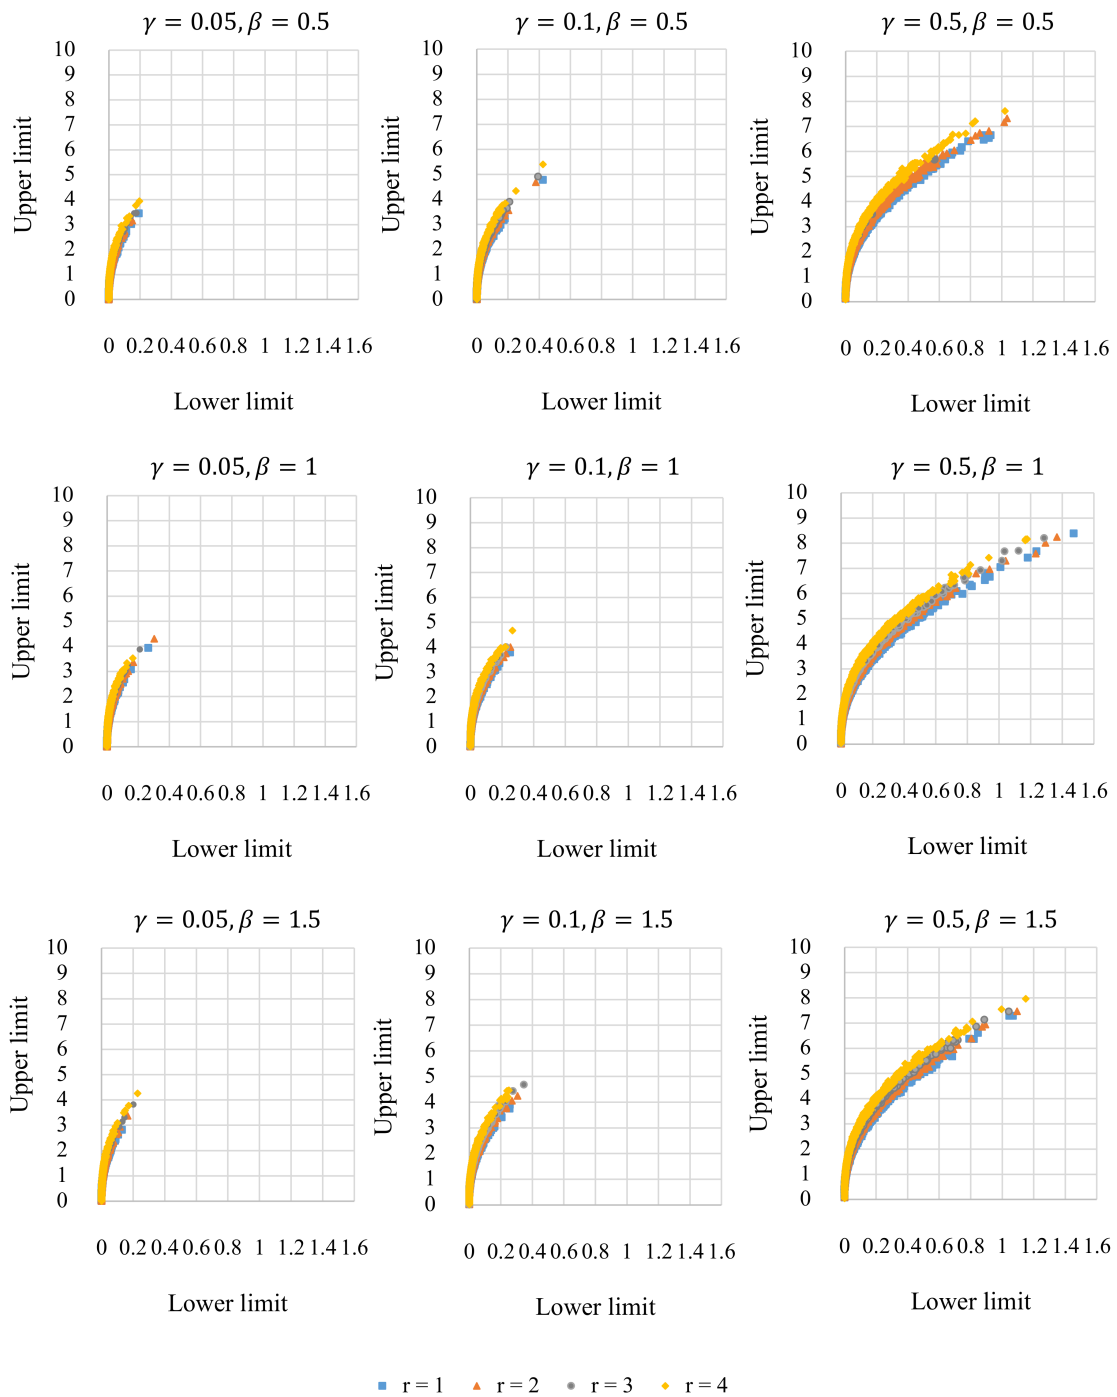 γ = 0.05, β = 0.5
10
9
8
7
6
5
4
3
2
1
0
Upper limit
0 0.2 0.4 0.6 0.8 1 1.2 1.4 1.6
Lower limit
γ = 0.1, β = 0.5
10
9
8
7
6
5
4
3
2
1
0
Upper limit
0 0.2 0.4 0.6 0.8 1 1.2 1.4 1.6
Lower limit
γ = 0.5, β = 0.5
10
9
8
7
6
5
4
3
2
1
0
Upper limit
0 0.2 0.4 0.6 0.8 1 1.2 1.4 1.6
Lower limit
γ = 0.05, β = 1
10
9
8
7
6
5
4
3
2
1
0
Upper limit
0 0.2 0.4 0.6 0.8 1 1.2 1.4 1.6
Lower limit
γ = 0.1, β = 1
10
9
8
7
6
5
4
3
2
1
0
Upper limit
0 0.2 0.4 0.6 0.8 1 1.2 1.4 1.6
Lower limit
γ = 0.5, β = 1
10
9
8
7
6
5
4
3
2
1
0
Upper limit
0 0.2 0.4 0.6 0.8 1 1.2 1.4 1.6
Lower limit
γ = 0.05, β = 1.5
10
9
8
7
6
5
4
3
2
1
0
Upper limit
0 0.2 0.4 0.6 0.8 1 1.2 1.4 1.6
Lower limit
γ = 0.1, β = 1.5
10
9
8
7
6
5
4
3
2
1
0
Upper limit
0 0.2 0.4 0.6 0.8 1 1.2 1.4 1.6
Lower limit
γ = 0.5, β = 1.5
10
9
8
7
6
5
4
3
2
1
0
Upper limit
0 0.2 0.4 0.6 0.8 1 1.2 1.4 1.6
Lower limit
r = 1 r = 2 r = 3 r = 4